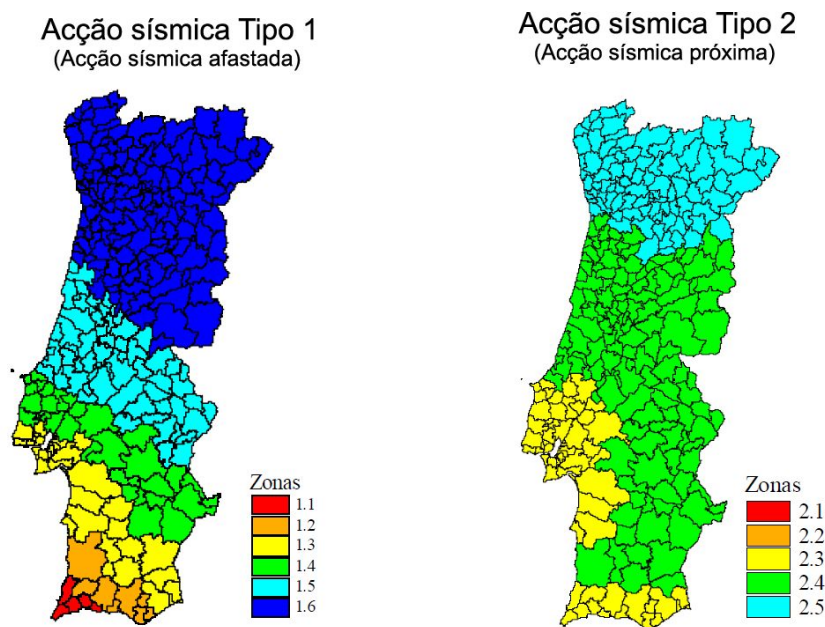 Acção sísmica Tipo 1
(Acção sísmica afastada)
Zonas
1.1
1.2
1.3
1.4
1.5
1.6
Acção sísmica Tipo 2
(Acção sísmica próxima)
Zonas
2.1
2.2
2.3
2.4
2.5